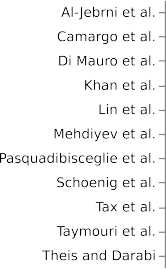 Al-Jebrni et al.
Camargo et al.
Di Mauro et al.
Khan et al.
Lin et al.
Mehdiyev et al.
Pasquadibisceglie et al.
Schoenig et al.
Tax et al.
Taymouri et al.
Theis and Darabi